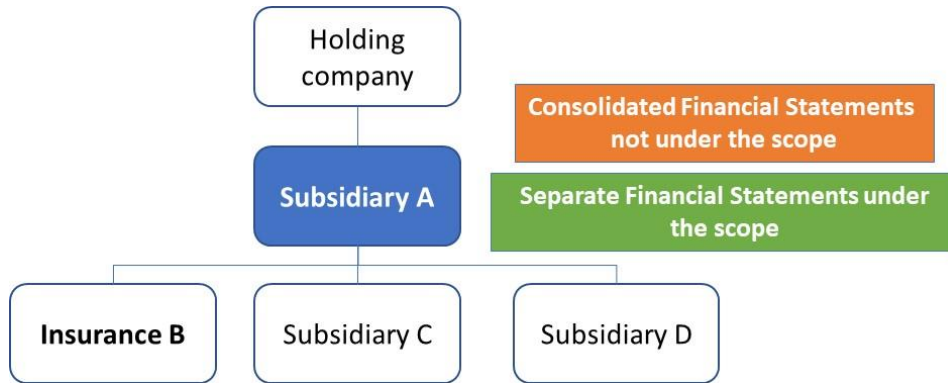 Holding
company
Consolidated Financial Statements
not under the scope
Subsidiary A
Separate Financial Statements under
the scope
Insurance B
Subsidiary C
Subsidiary D